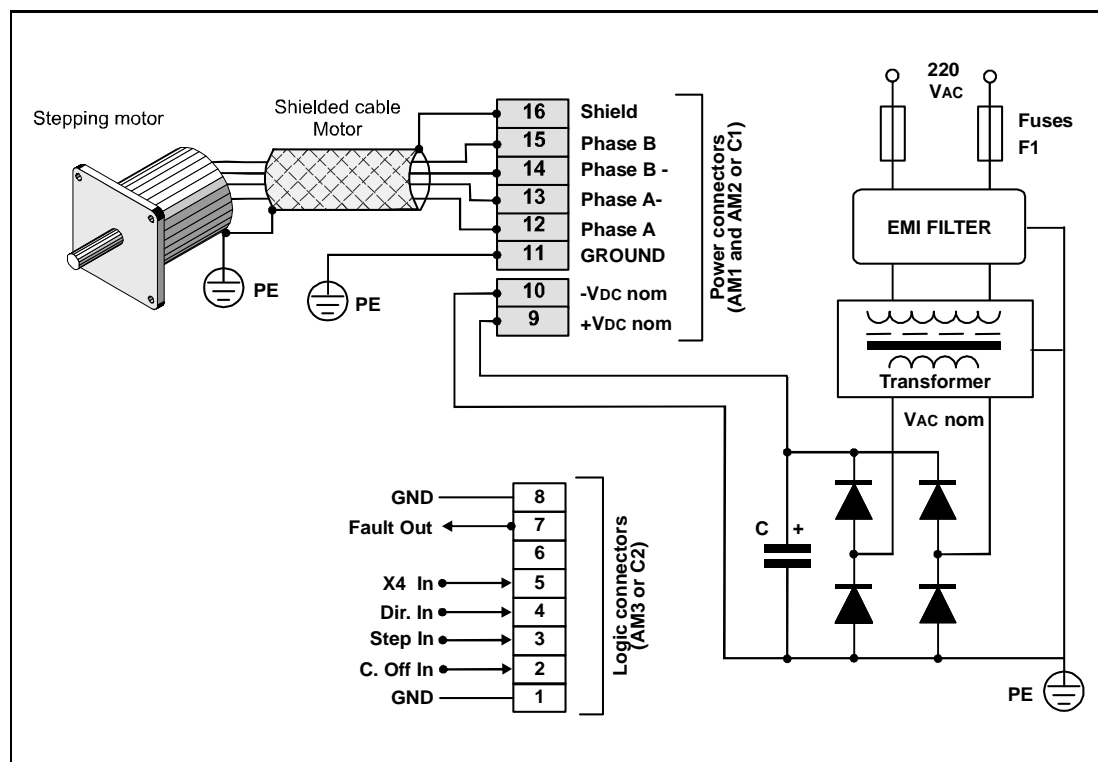 220
VAC
Fuses
F1
EMI FILTER
Transformer
VAC nom
Stepping motor
Shielded cable
Motor
16 Shield
15 Phase B
14 Phase B -
13 Phase A-
12 Phase A
11 GROUND
10 -VDC nom
9 +VDC nom
PE
PE
Power connectors
(AM1 and AM2 or C1)
GND 8
Fault Out 7
6
X4 In 5
Dir. In 4
Step In 3
C. Off In 2
GND 1
Logic connectors
(AM3 or C2)
C +
PE